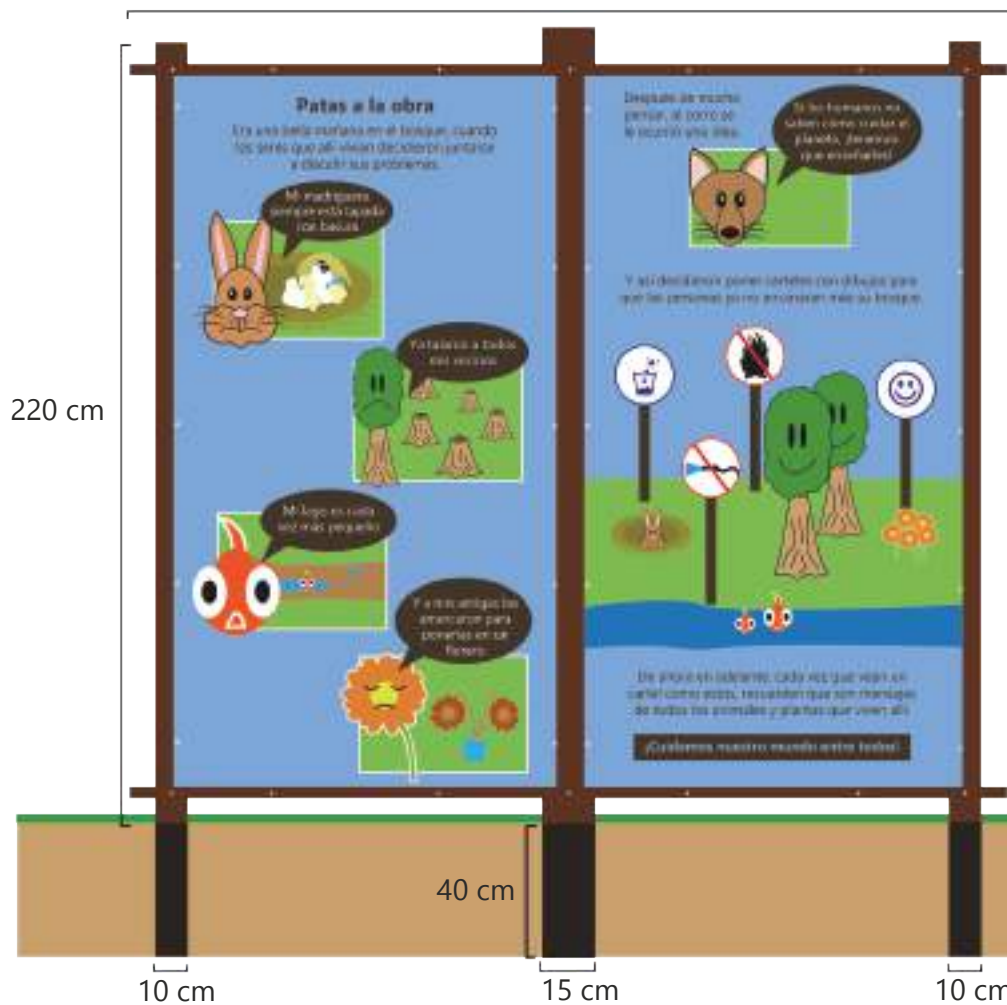 Patas a la obra
Era una bella mañana en el bosque, cuando
los seres que allí vivían decidieron juntarse
a discutir sus problemas.
Mi madriguera
siempre está tapada
con basura
Ya talaron a todos
mis vecinos
Mi lago es cada
vez más pequeño
Y a mis amigas las
arrancaron para
ponerlas en un
florero
Después de mucho
pensar, al zorro se
le ocurrió una idea.
Si los humanos no
saben cómo cuidar el
planeta, ¡tenemos
que enseñarles!
Y así decidieron poner carteles con dibujos para
que las personas ya no arruinaran más su bosque.
De ahora en adelante, cada vez que vean un
cartel como estos, recuerden que son mensajes
de todos los animales y plantas que viven allí.
¡Cuidemos nuestro mundo entre todos!
220 cm
40 cm
10 cm
15 cm
10 cm